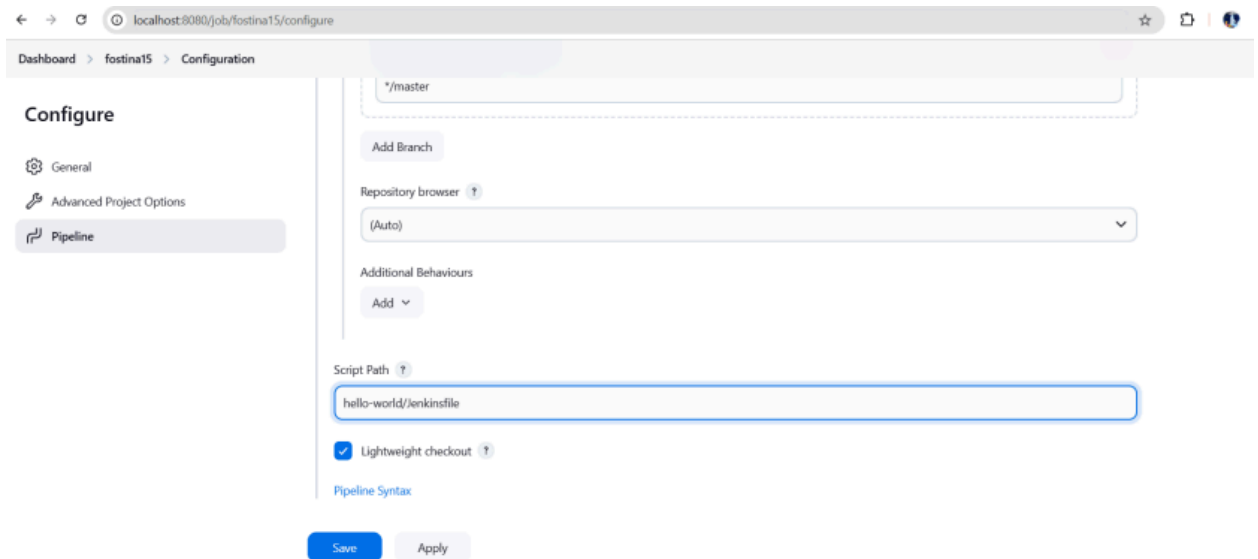 localhost:8080/job/fostina15/configure
Dashboard > fostina15 > Configuration
Configure
General
Advanced Project Options
Pipeline
*/master
Add Branch
Repository browser ?
(Auto)
Additional Behaviours
Add
Script Path ?
hello-world/Jenkinsfile
Lightweight checkout ?
Pipeline Syntax
Save Apply